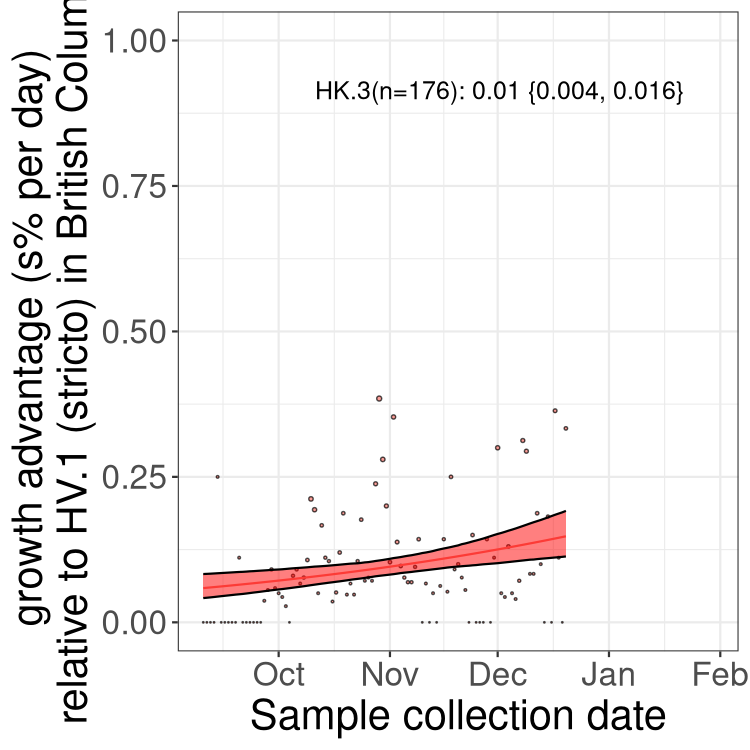 growth advantage (s% per day)
relative to HV.1 (stricto) in British Colum
1.00
0.75
0.50
0.25
0.00
HK.3(n=176): 0.01 {0.004, 0.016}
Oct Nov Dec Jan Feb
Sample collection date